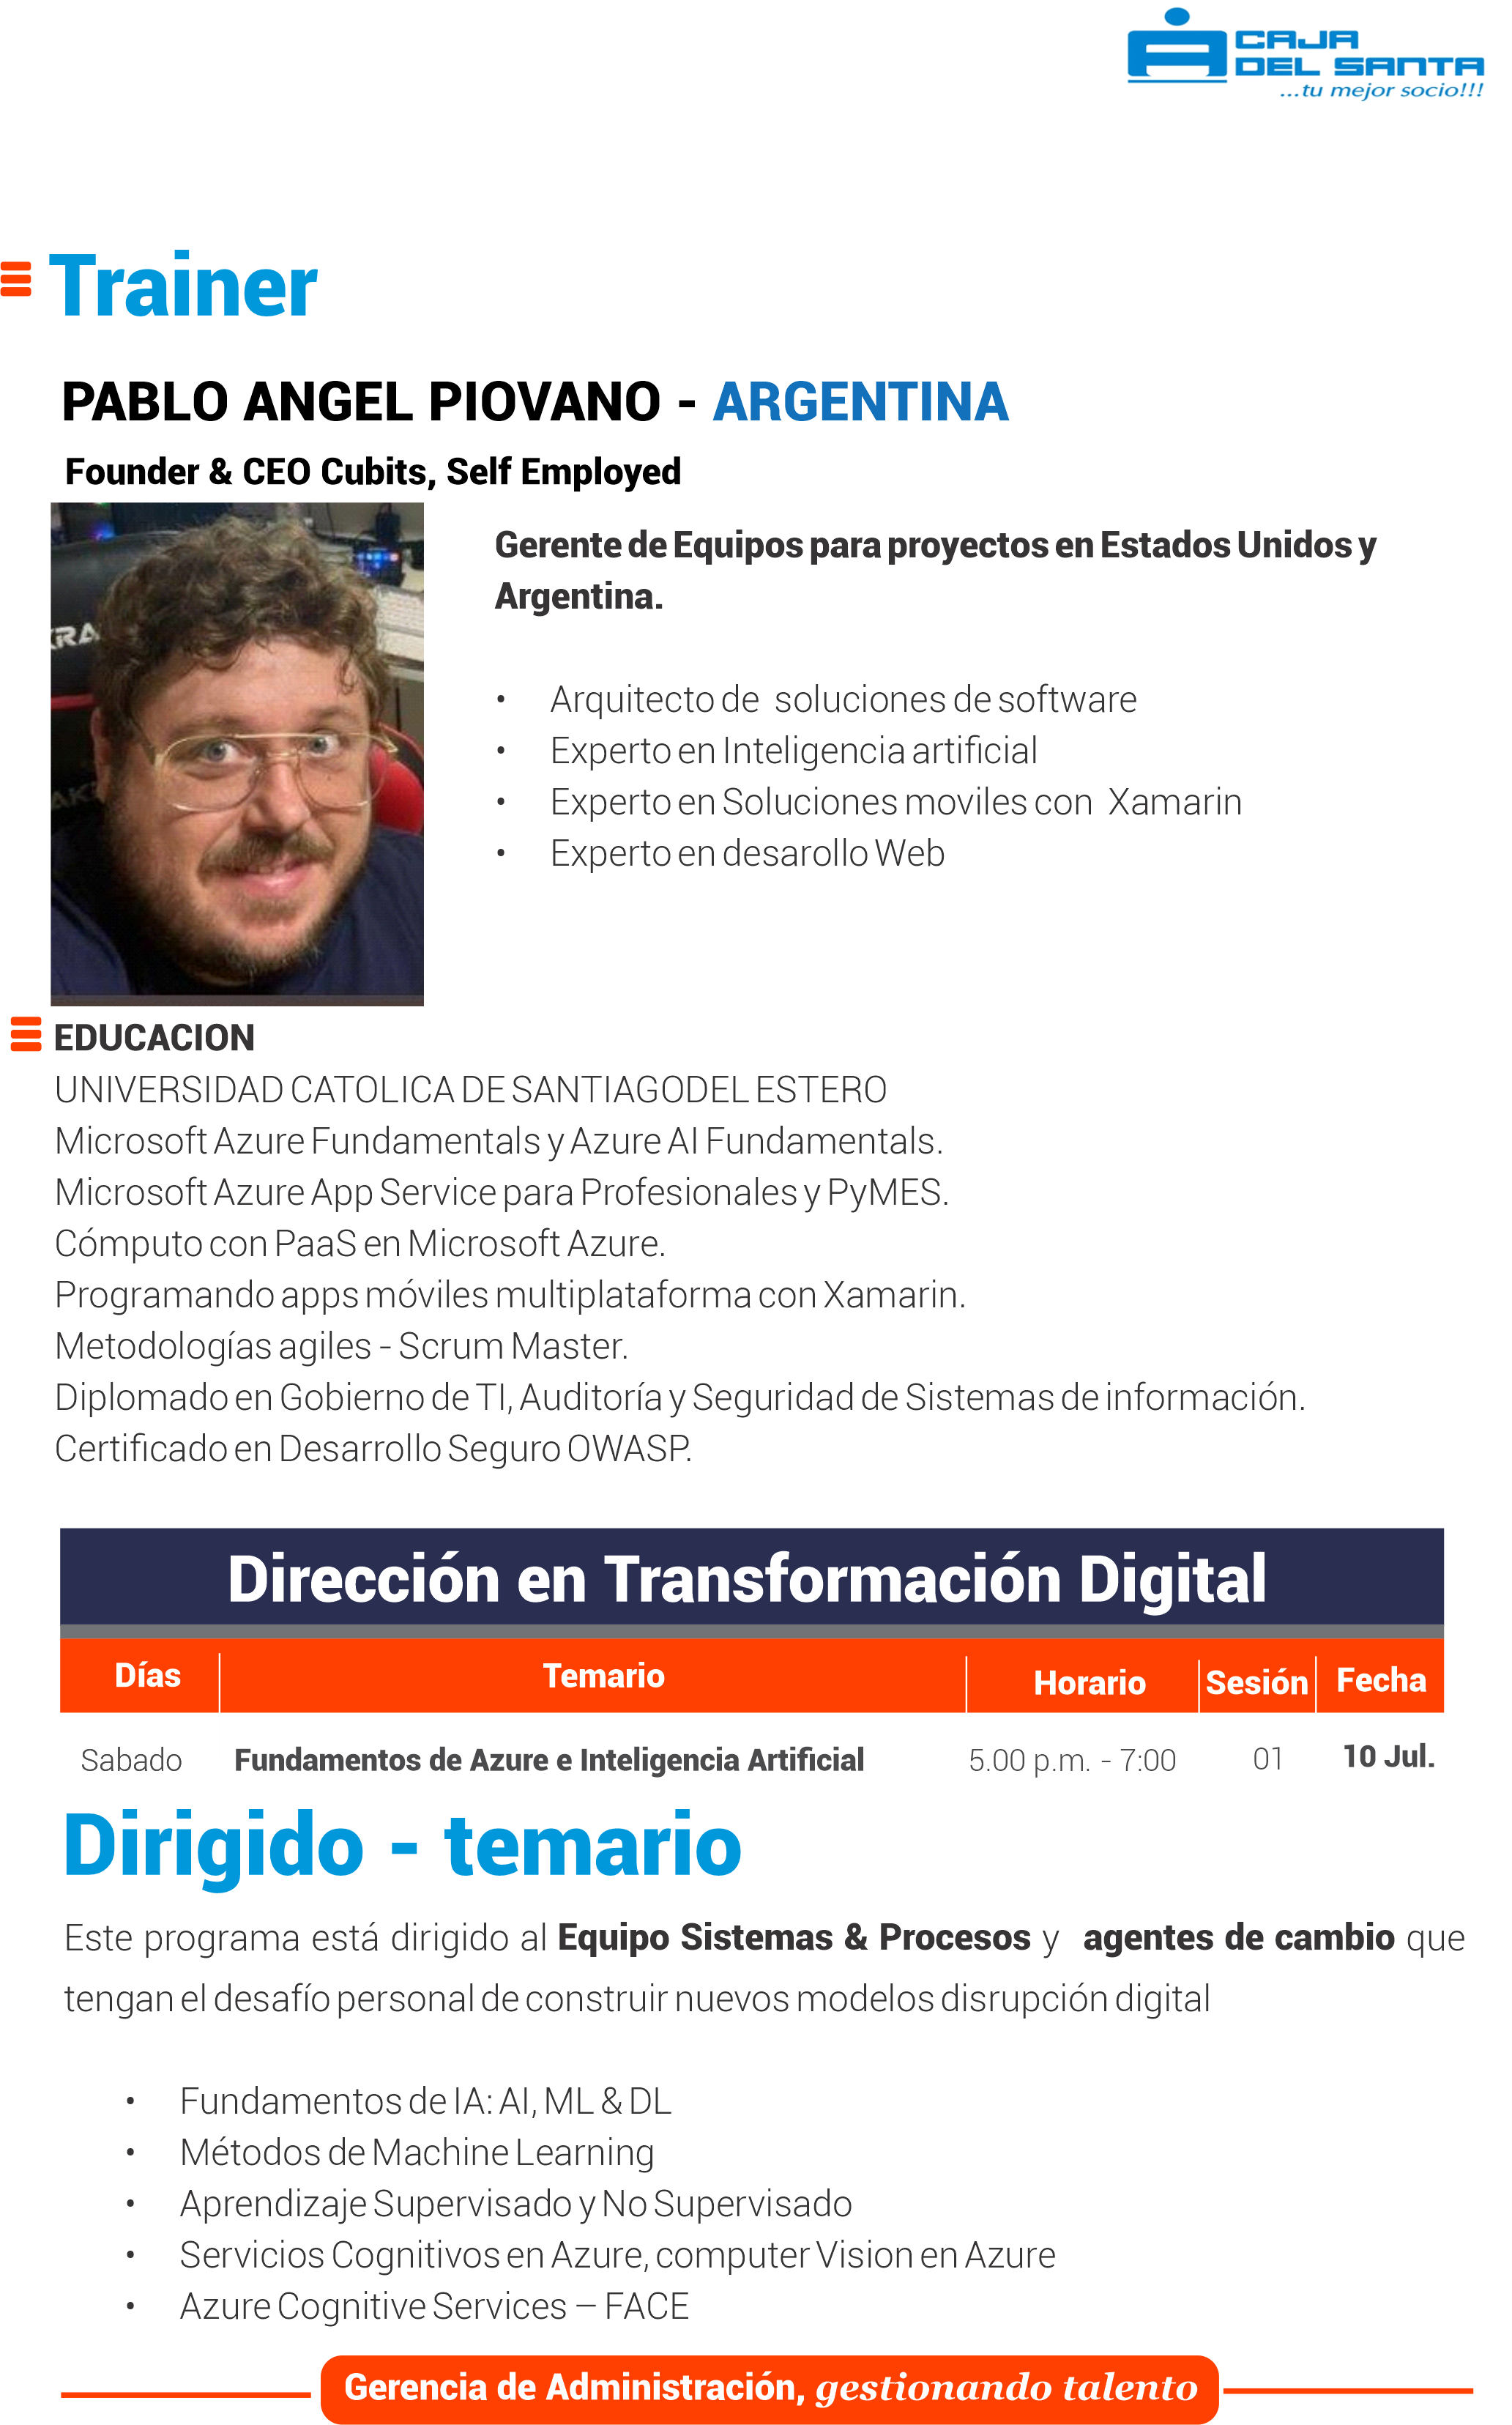 CAJA
DEL SANTA
...tu mejor socio!!!
Trainer
PABLO ANGEL PIOVANO - ARGENTINA
Founder & CEO Cubits, Self Employed
Gerente de Equipos para proyectos en Estados Unidos y
Argentina.
• Arquitecto de soluciones de software
• Experto en Inteligencia artificial
• Experto en Soluciones moviles con Xamarin
• Experto en desarollo Web
EDUCACION
UNIVERSIDAD CATOLICA DE SANTIAGODEL ESTERO
Microsoft Azure Fundamentals y Azure AI Fundamentals.
Microsoft Azure App Service para Profesionales y PyMES.
Cómputo con PaaS en Microsoft Azure.
Programando apps móviles multiplataforma con Xamarin.
Metodologías agiles - Scrum Master.
Diplomado en Gobierno de TI, Auditoría y Seguridad de Sistemas de información.
Certificado en Desarrollo Seguro OWASP.
Dirección en Transformación Digital
Días Temario Horario Sesión Fecha
Sabado Fundamentos de Azure e Inteligencia Artificial 5.00 p.m. - 7:00 01 10 Jul.
Dirigido - temario
Este programa está dirigido al Equipo Sistemas & Procesos y agentes de cambio que
tengan el desafío personal de construir nuevos modelos disrupción digital
• Fundamentos de IA: AI, ML & DL
• Métodos de Machine Learning
• Aprendizaje Supervisado y No Supervisado
• Servicios Cognitivos en Azure, computer Vision en Azure
• Azure Cognitive Services – FACE
Gerencia de Administración, gestionando talento